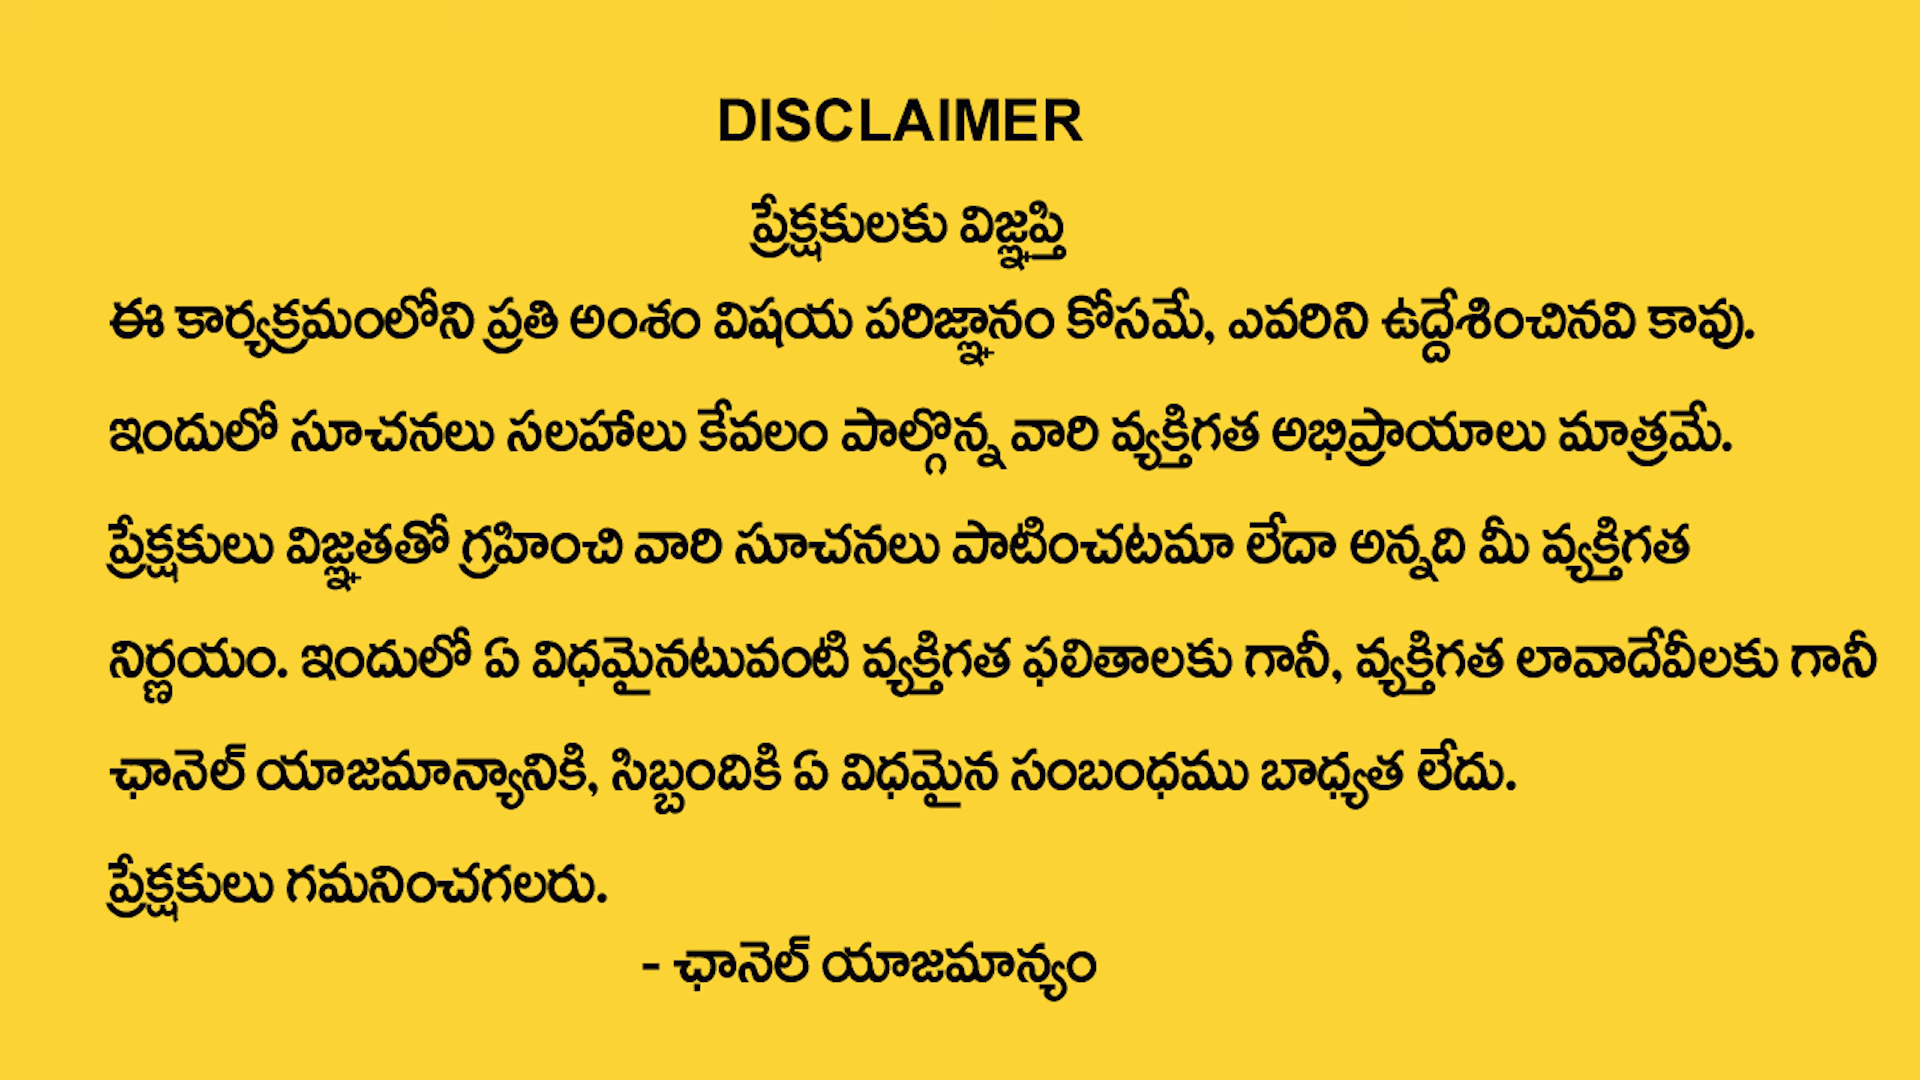 DISCLAIMER
ప్రేక్షకులకు విజ్ఞప్తి
ఈ కార్యక్రమంలోని ప్రతి అంశం విషయ పరిజ్ఞానం కోసమే, ఎవరిని ఉద్దేశించినవి కావు.
ఇందులో సూచనలు సలహాలు కేవలం పాల్గొన్న వారి వ్యక్తిగత అభిప్రాయాలు మాత్రమే.
ప్రేక్షకులు విజ్ఞతతో గ్రహించి వారి సూచనలు పాటించటమా లేదా అన్నది మీ వ్యక్తిగత
నిర్ణయం. ఇందులో ఏ విధమైనటువంటి వ్యక్తిగత ఫలితాలకు గానీ, వ్యక్తిగత లావాదేవీలకు గానీ
ఛానెల్ యాజమాన్యానికి, సిబ్బందికి ఏ విధమైన సంబంధము బాధ్యత లేదు.
ప్రేక్షకులు గమనించగలరు.
- ఛానెల్ యాజమాన్యం